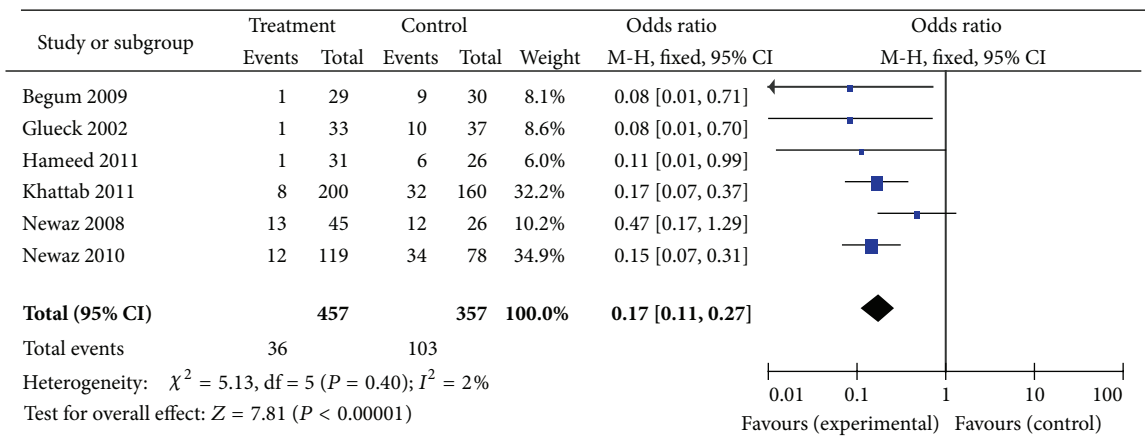 Study or subgroup Treatment Control Odds ratio Odds ratio
Events Total Events Total Weight M-H, fixed, 95% CI M-H, fixed, 95% CI
Begum 2009 1 29 9 30 8.1% 0.08 [0.01, 0.71]
Glueck 2002 1 33 10 37 8.6% 0.08 [0.01, 0.70]
Hameed 2011 1 31 6 26 6.0% 0.11 [0.01, 0.99]
Khattab 2011 8 200 32 160 32.2% 0.17 [0.07, 0.37]
Newaz 2008 13 45 12 26 10.2% 0.47 [0.17, 1.29]
Newaz 2010 12 119 34 78 34.9% 0.15 [0.07, 0.31]
Total (95% CI) 457 357 100.0% 0.17 [0.11, 0.27]
Total events 36 103
Heterogeneity: χ² = 5.13, df = 5 (P = 0.40); I² = 2%
Test for overall effect: Z = 7.81 (P < 0.00001)
0.01 0.1 1 10 100
Favours (experimental) Favours (control)